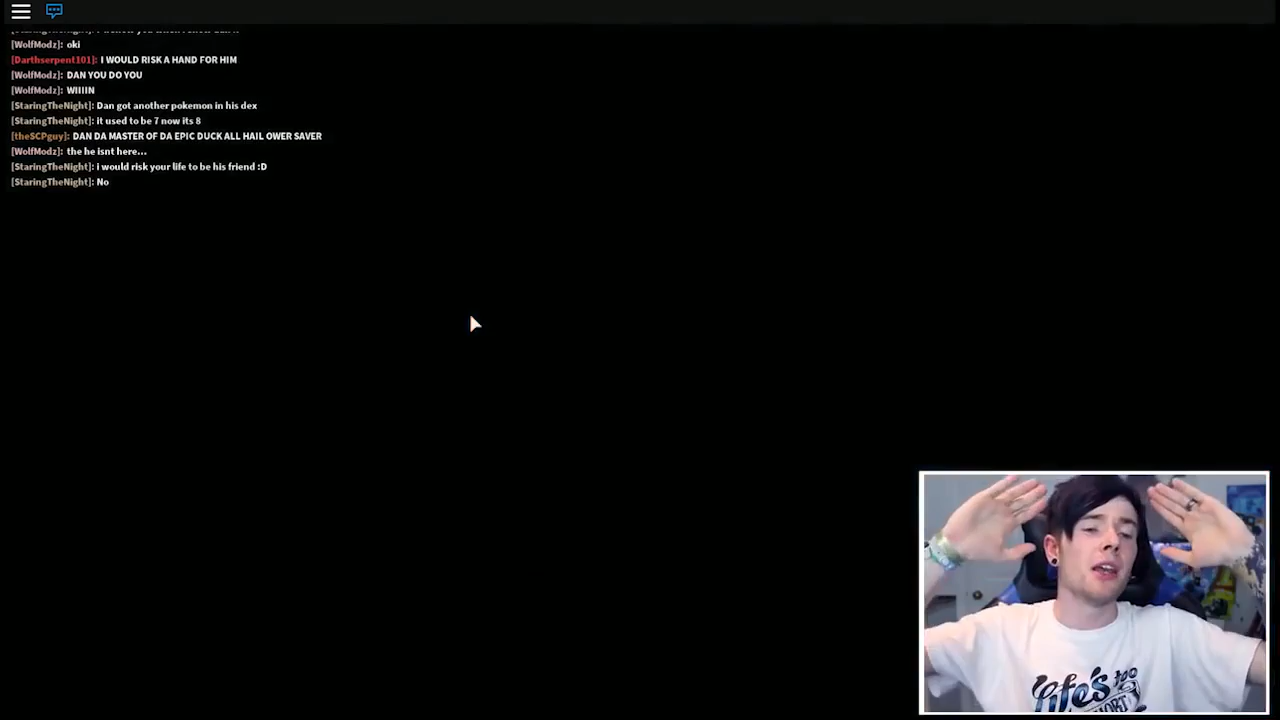 [WolfModz]: oki
[Darthserpent101]: I WOULD RISK A HAND FOR HIM
[WolfModz]: DAN YOU DO YOU
[WolfModz]: WIIIN
[StaringTheNight]: Dan got another pokemon in his dex
[StaringTheNight]: it used to be 7 now its 8
[theSCPguy]: DAN DA MASTER OF DA EPIC DUCK ALL HAIL OWER SAVER
[WolfModz]: the he isnt here...
[StaringTheNight]: i would risk your life to be his friend :D
[StaringTheNight]: No
Life's too
SHORT